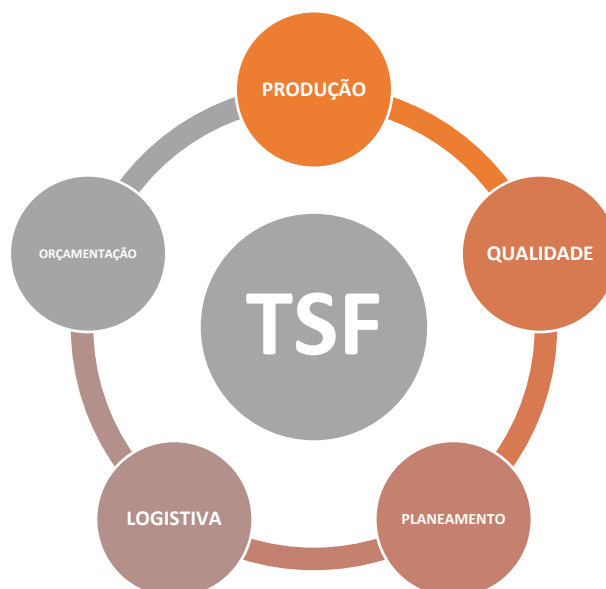 PRODUÇÃO
QUALIDADE
ORÇAMENTAÇÃO
TSF
LOGISTIVA
PLANEAMENTO